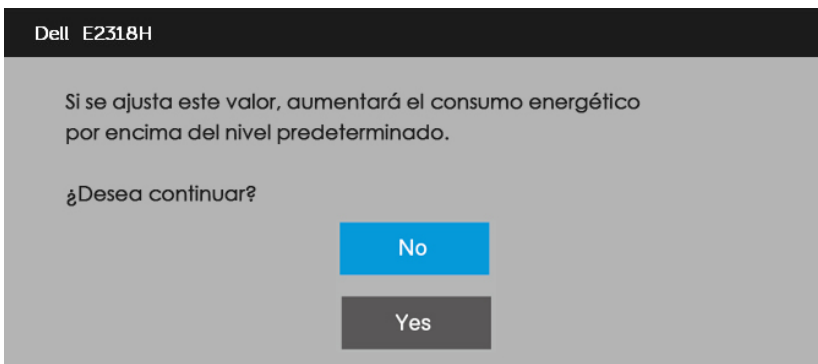 Dell E2318H
Si se ajusta este valor, aumentará el consumo energético
por encima del nivel predeterminado.
¿Desea continuar?
No
Yes